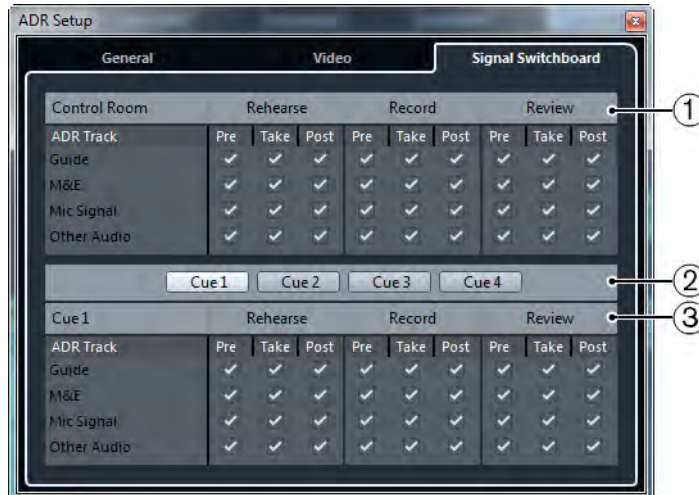 ADR Setup
General Video Signal Switchboard
Control Room Rehearse Record Review ①
ADR Track Pre Take Post Pre Take Post Pre Take Post
Guide
M&E
Mic Signal
Other Audio
Cue 1 Cue 2 Cue 3 Cue 4 ②
Cue 1 Rehearse Record Review ③
ADR Track Pre Take Post Pre Take Post Pre Take Post
Guide
M&E
Mic Signal
Other Audio